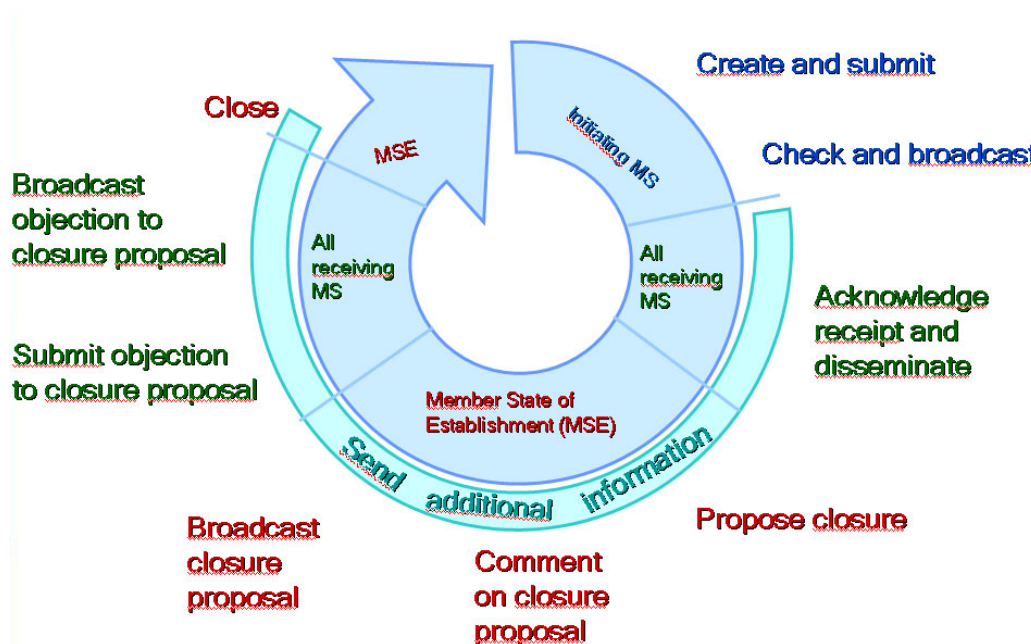 Create and submit
Initiating MS
Check and broadcast
All
receiving
MS
Acknowledge
receipt and
disseminate
Member State of
Establishment (MSE)
Send additional information
Propose closure
Comment
on closure
proposal
Broadcast
closure
proposal
All
receiving
MS
Submit objection
to closure proposal
Broadcast
objection to
closure proposal
MSE
Close